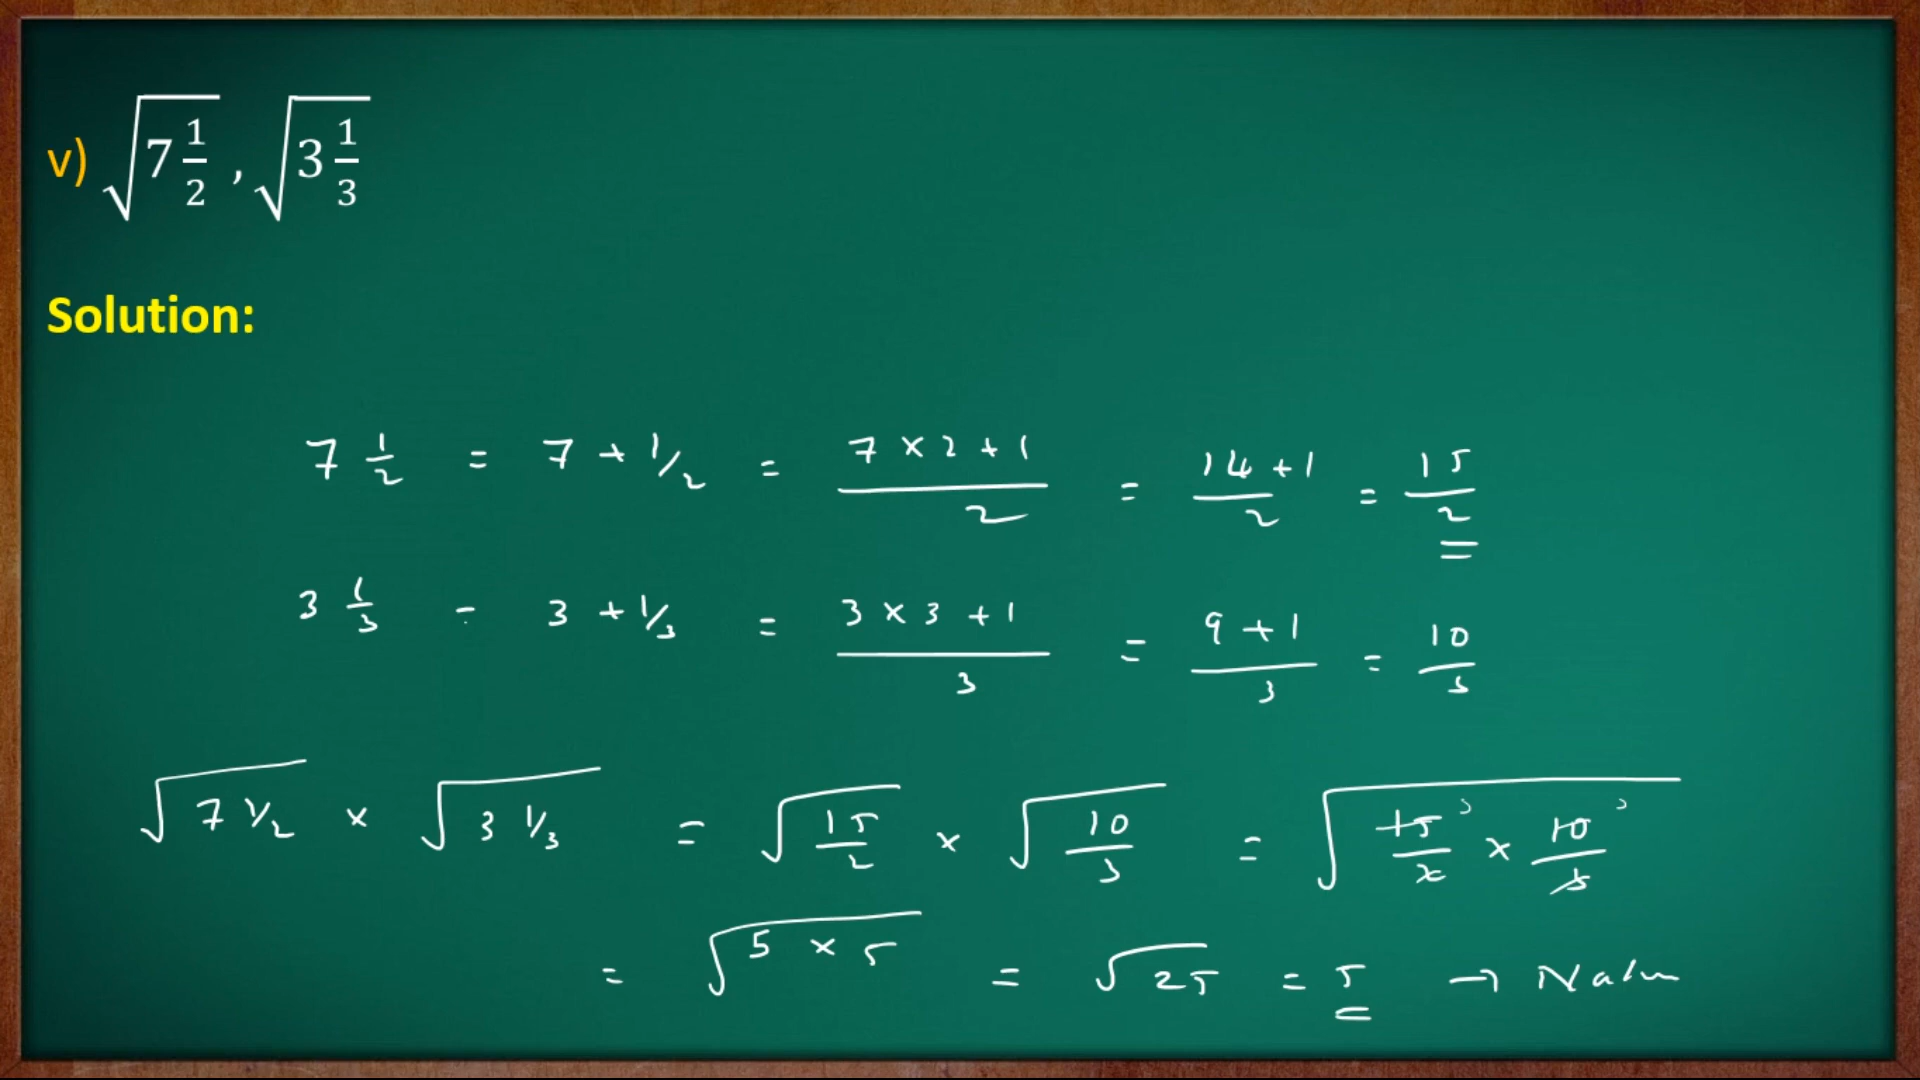 v) √7 1/2 , √3 1/3
Solution:
7 1/2 = 7 + 1/2 = 7 × 2 + 1 / 2 = 14 + 1 / 2 = 15 / 2
3 1/3 = 3 + 1/3 = 3 × 3 + 1 / 3 = 9 + 1 / 3 = 10 / 3
√7 1/2 × √3 1/3 = √15/2 × √10/3 = √15/2 × 10/3
= √5 × 5 = √25 = 5 →